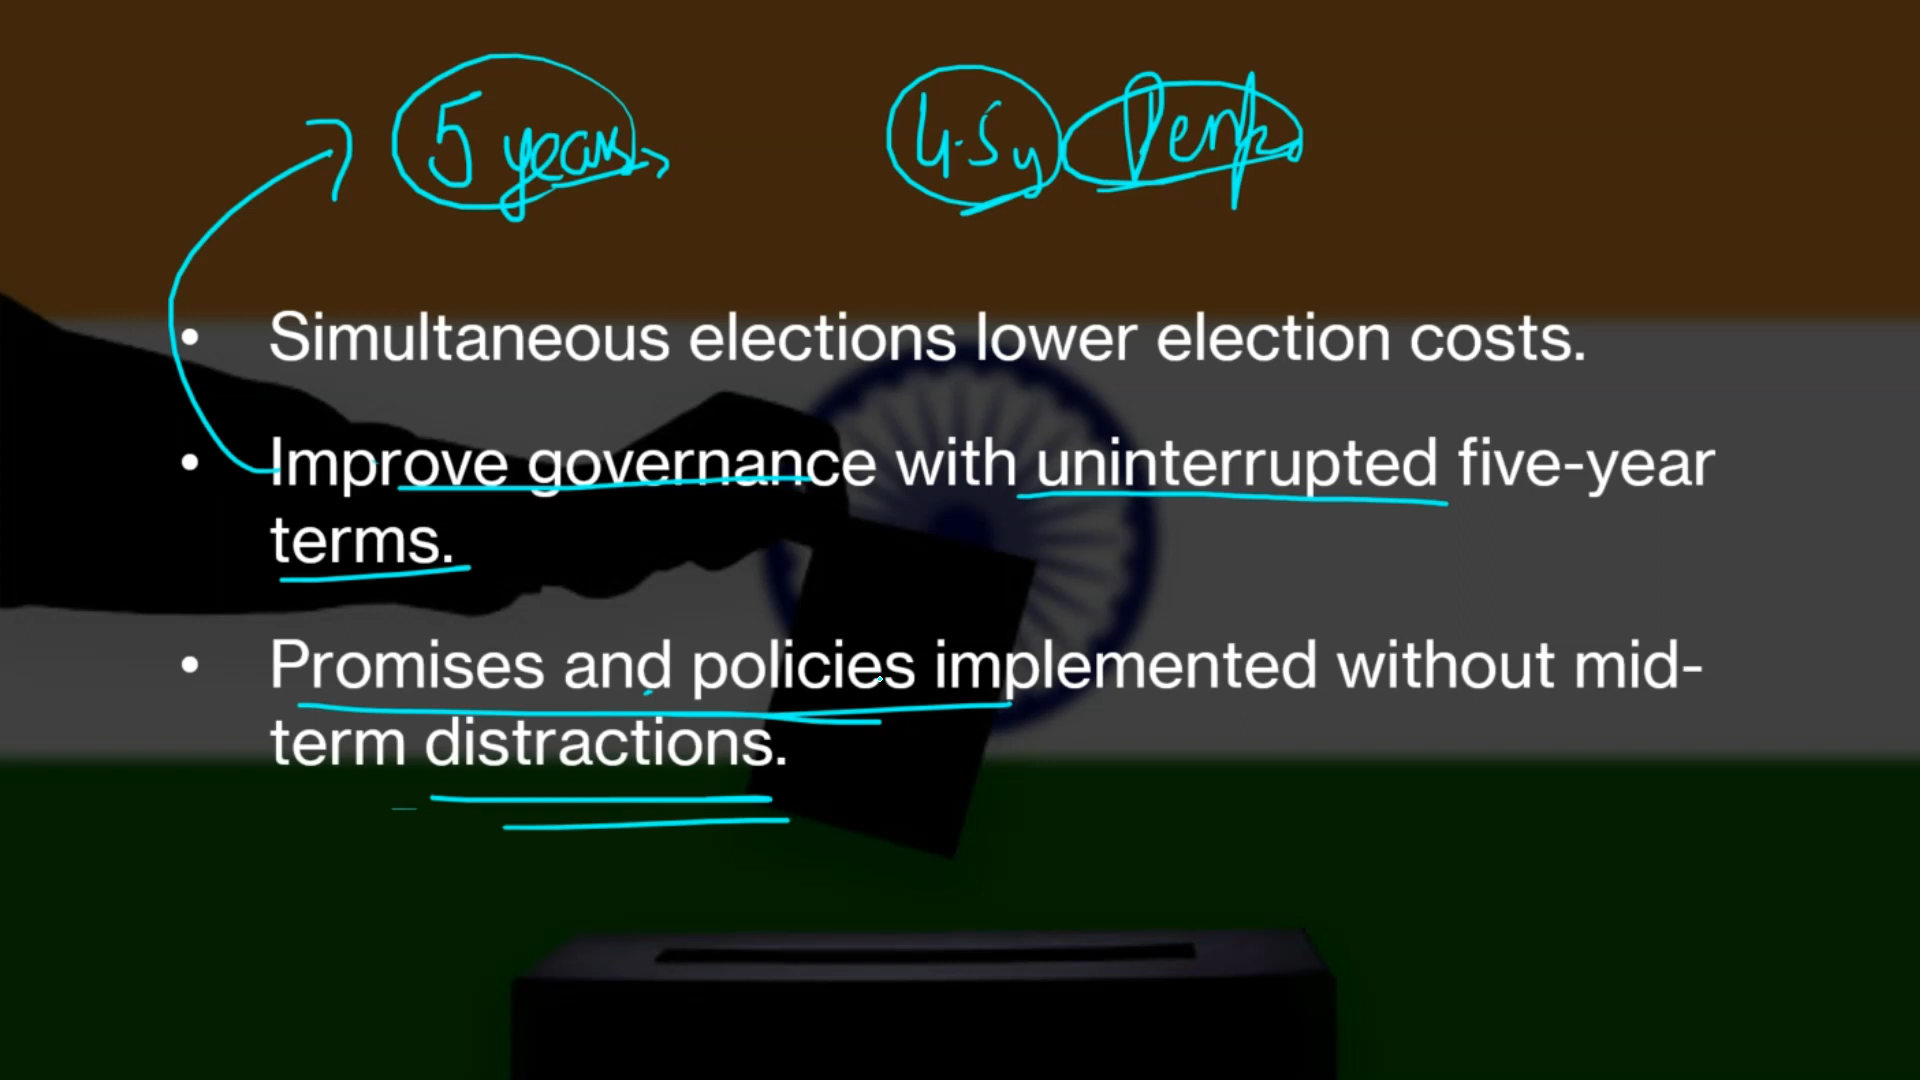 5 years
4.5y
• Simultaneous elections lower election costs.
• Improve governance with uninterrupted five-year
terms.
• Promises and policies implemented without mid-
term distractions.